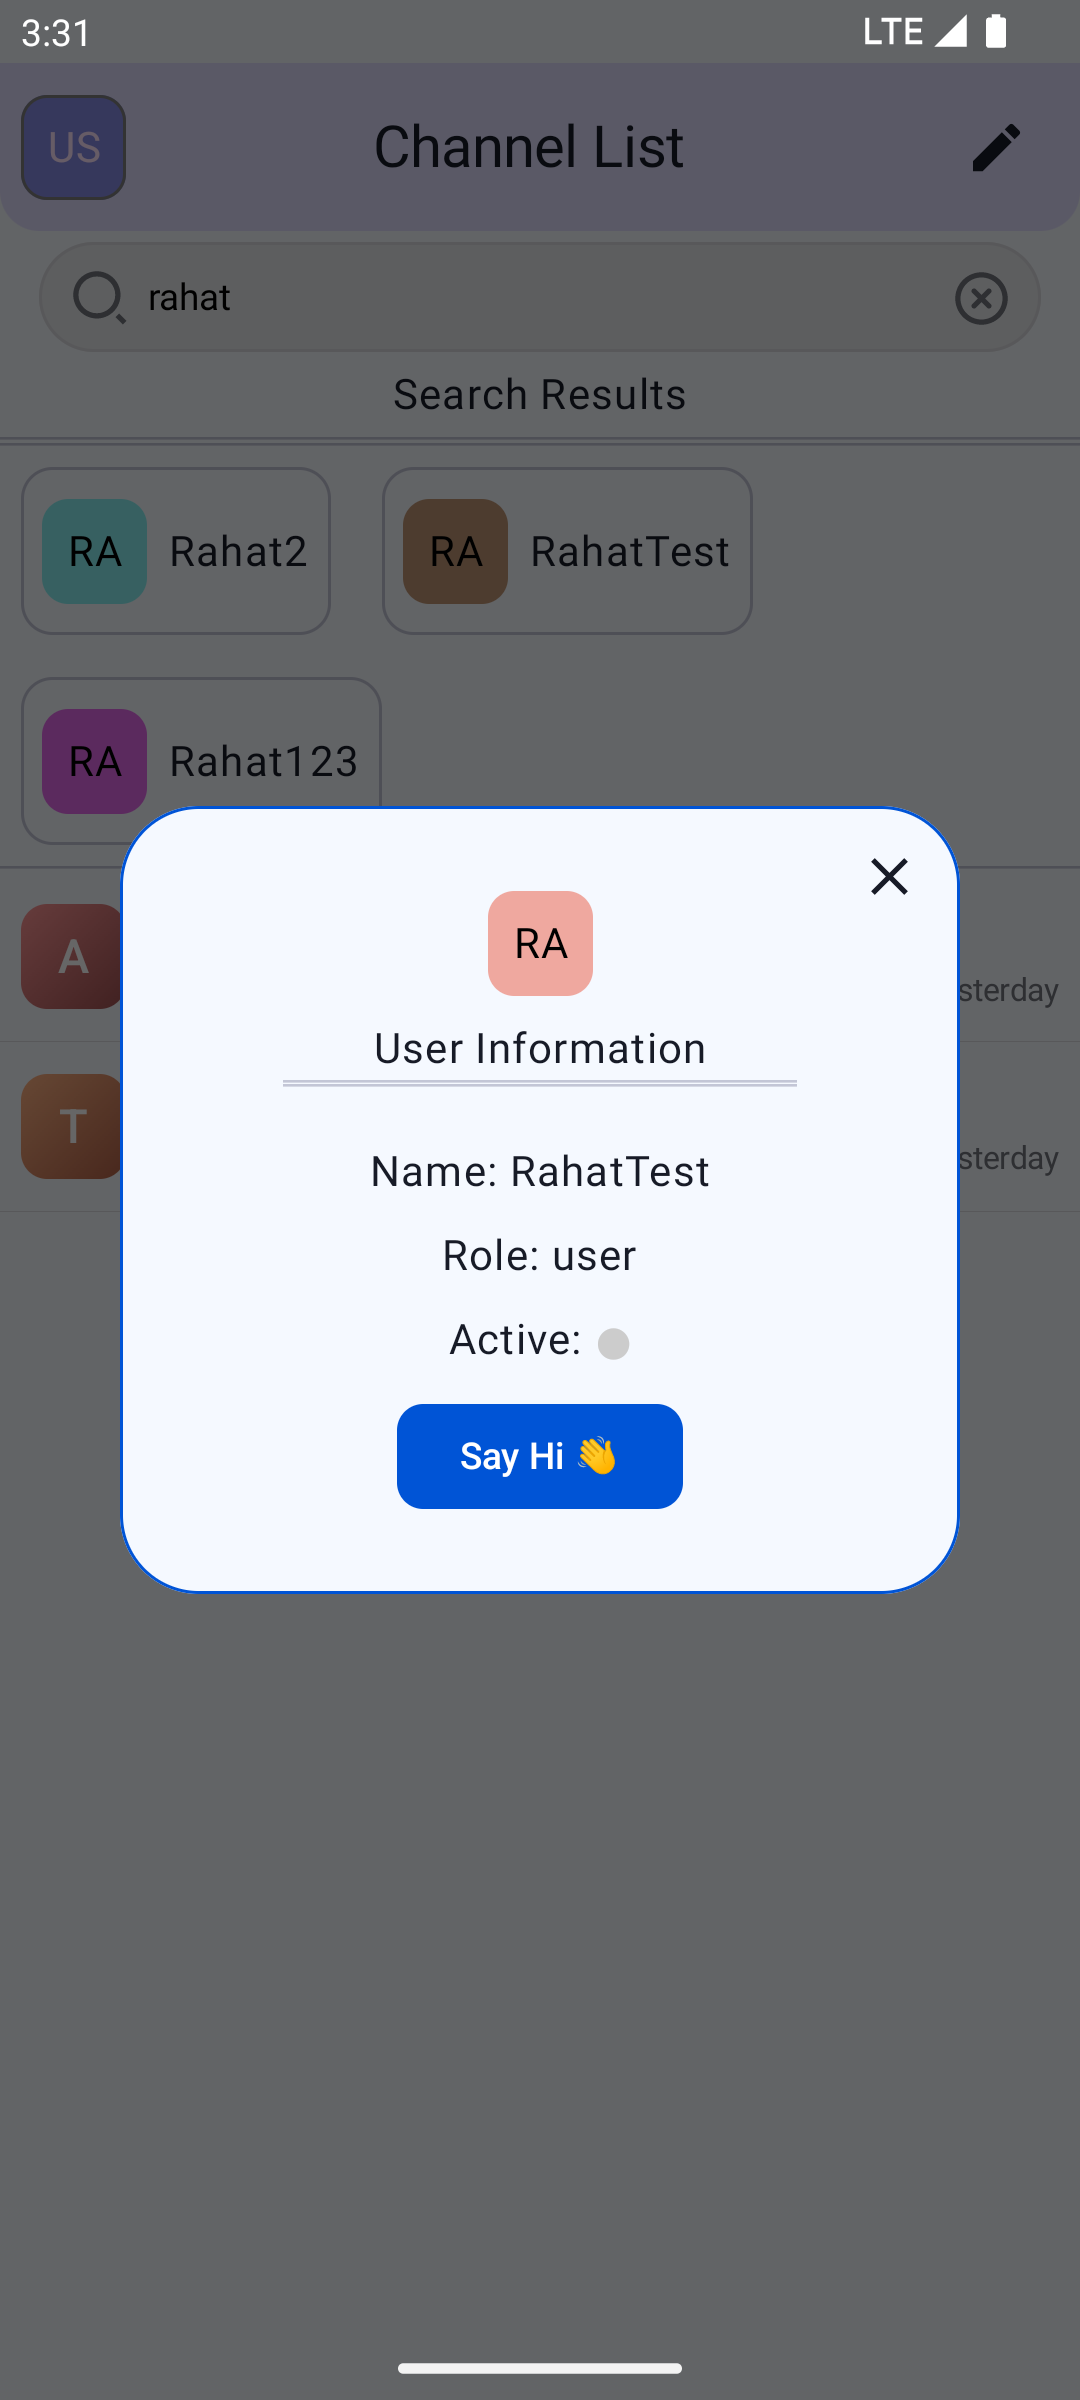 3:31 LTE
US Channel List
rahat
Search Results
RA Rahat2 RA RahatTest
RA Rahat123
RA
User Information
Name: RahatTest
Role: user
Active:
Say Hi 👋
A sterday
T sterday